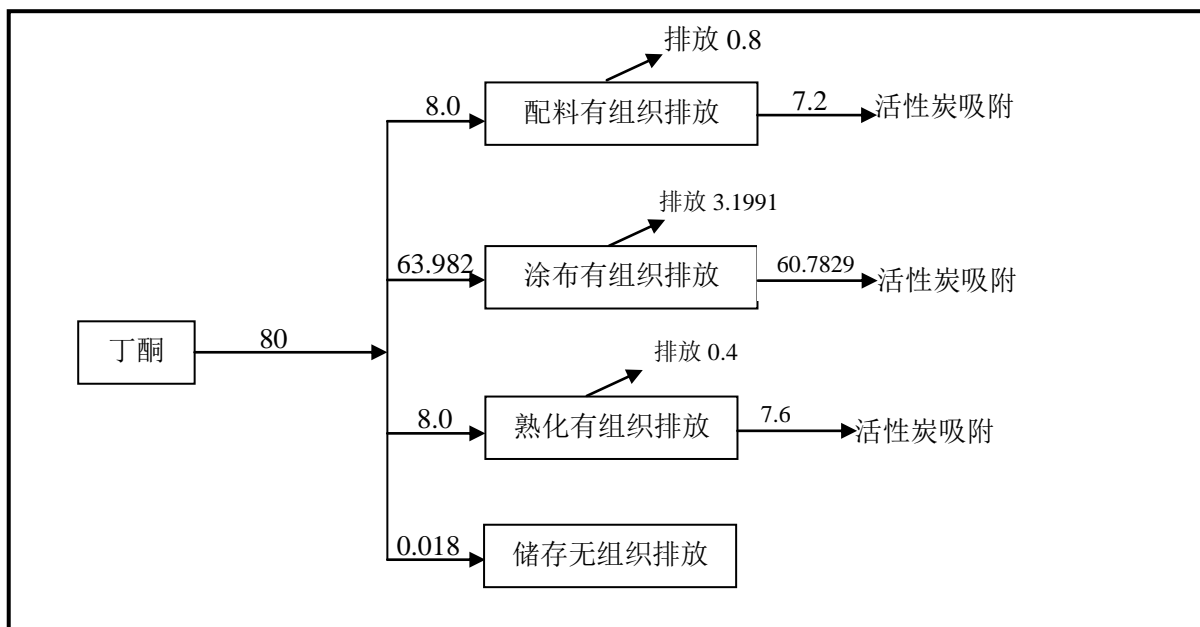 排放 0.8
8.0
配料有组织排放
7.2
活性炭吸附
排放 3.1991
63.982
涂布有组织排放
60.7829
活性炭吸附
丁酮
80
排放 0.4
8.0
熟化有组织排放
7.6
活性炭吸附
0.018
储存无组织排放